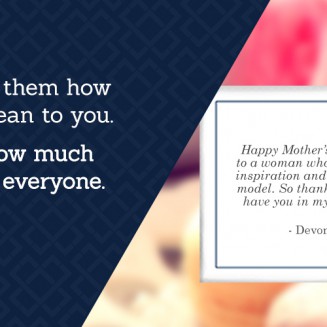 them how
ean to you.
ow much
everyone.
Happy Mother's
to a woman who
inspiration and
model. So thank
have you in my
- Devon